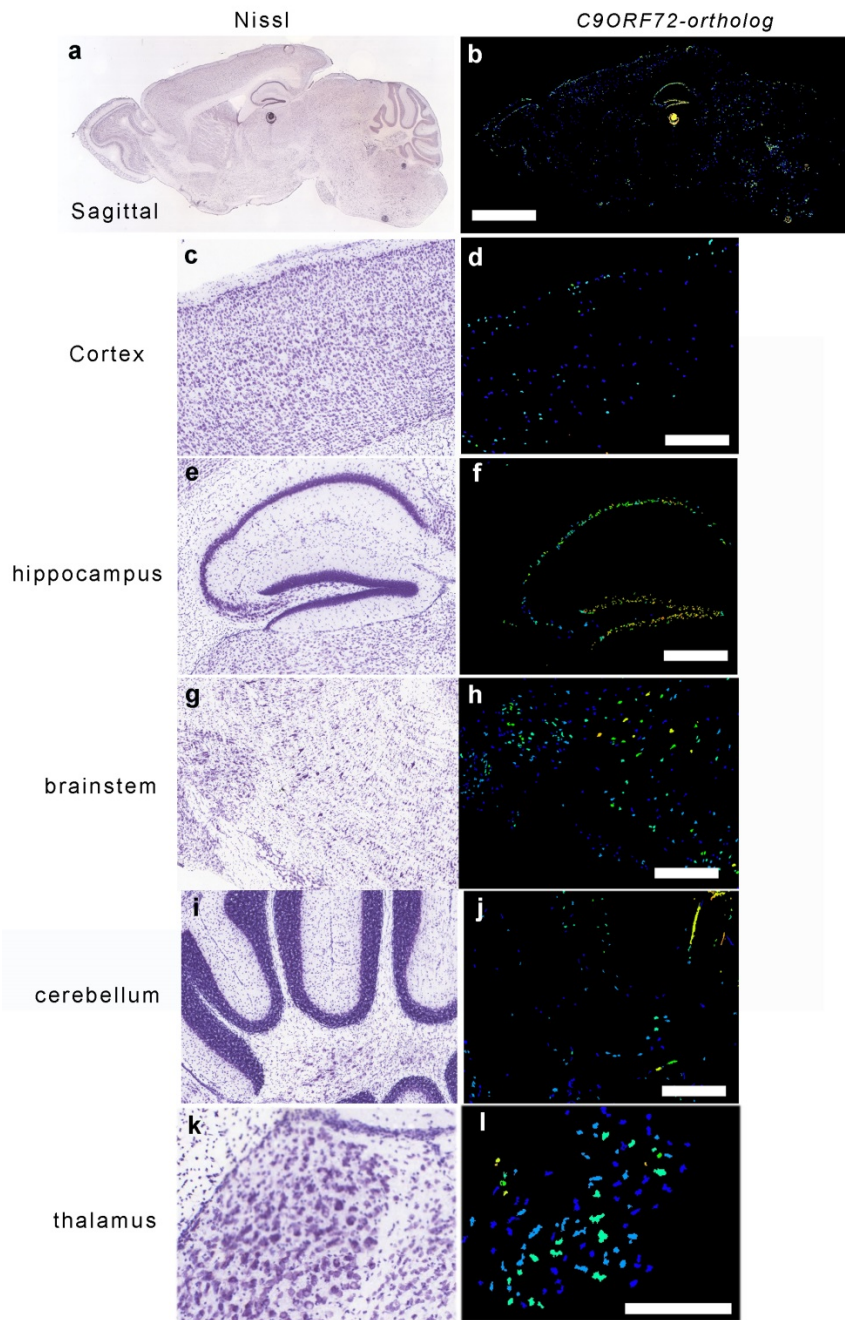 Nissl C9ORF72-ortholog
a b
Sagittal
c d
Cortex
e f
hippocampus
g h
brainstem
i j
cerebellum
k l
thalamus